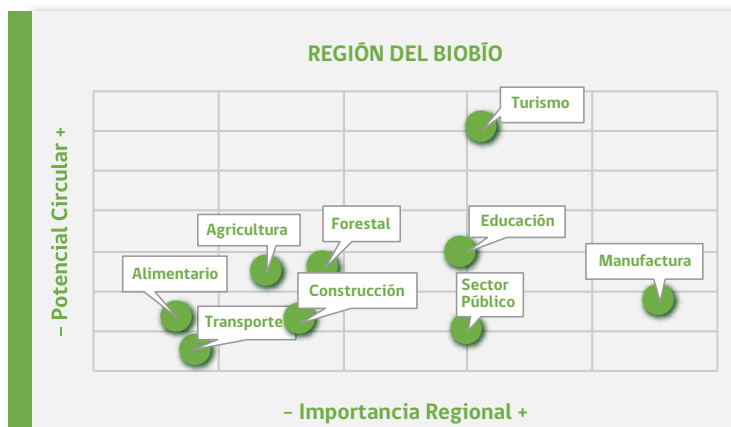 REGIÓN DEL BIOBÍO
Turismo
Educación
Forestal
Agricultura
Manufactura
Alimentario
Construcción
Sector
Público
Transporte
– Potencial Circular +
– Importancia Regional +